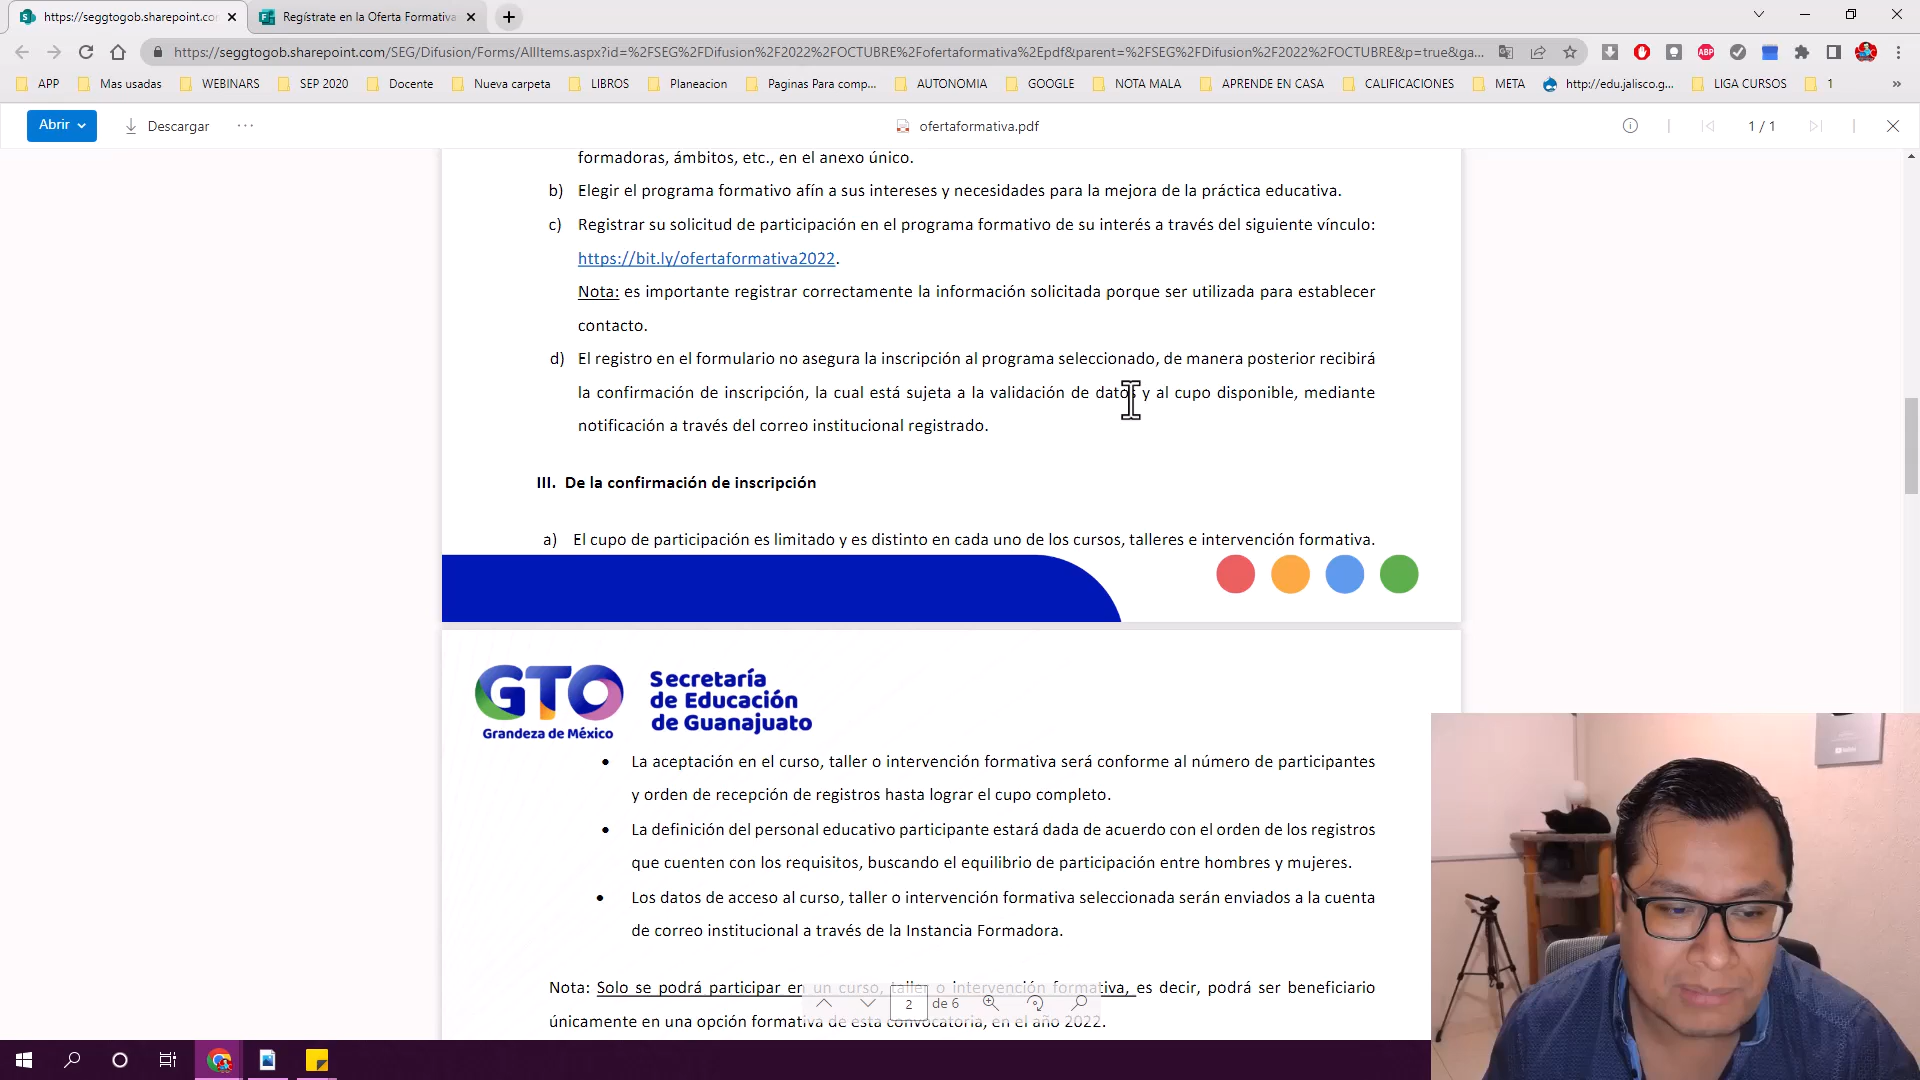 https://seggtogob.sharepoint.com
Regístrate en la Oferta Formativa
https://seggtogob.sharepoint.com/SEG/Difusion/Forms/AllItems.aspx?id=%2FSEG%2FDifusion%2F2022%2FOCTUBRE%2Fofertaformativa%2Epdf&parent=%2FSEG%2FDifusion%2F2022%2FOCTUBRE&p=true&ga...
APP Mas usadas WEBINARS SEP 2020 Docente Nueva carpeta LIBROS Planeacion Paginas Para comp... AUTONOMIA GOOGLE NOTA MALA APRENDE EN CASA CALIFICACIONES META http://edu.jalisco.g... LIGA CURSOS 1 »
Abrir Descargar ··· ofertaformativa.pdf 1 / 1
formadoras, ámbitos, etc., en el anexo único.
b) Elegir el programa formativo afín a sus intereses y necesidades para la mejora de la práctica educativa.
c) Registrar su solicitud de participación en el programa formativo de su interés a través del siguiente vínculo:
https://bit.ly/ofertaformativa2022.
Nota: es importante registrar correctamente la información solicitada porque ser utilizada para establecer
contacto.
d) El registro en el formulario no asegura la inscripción al programa seleccionado, de manera posterior recibirá
la confirmación de inscripción, la cual está sujeta a la validación de datos y al cupo disponible, mediante
notificación a través del correo institucional registrado.
III. De la confirmación de inscripción
a) El cupo de participación es limitado y es distinto en cada uno de los cursos, talleres e intervención formativa.
GTO
Grandeza de México
Secretaría
de Educación
de Guanajuato
• La aceptación en el curso, taller o intervención formativa será conforme al número de participantes
y orden de recepción de registros hasta lograr el cupo completo.
• La definición del personal educativo participante estará dada de acuerdo con el orden de los registros
que cuenten con los requisitos, buscando el equilibrio de participación entre hombres y mujeres.
• Los datos de acceso al curso, taller o intervención formativa seleccionada serán enviados a la cuenta
de correo institucional a través de la Instancia Formadora.
Nota: Solo se podrá participar en un curso, taller o intervención formativa, es decir, podrá ser beneficiario
únicamente en una opción formativa de esta convocatoria, en el año 2022.
2 de 6